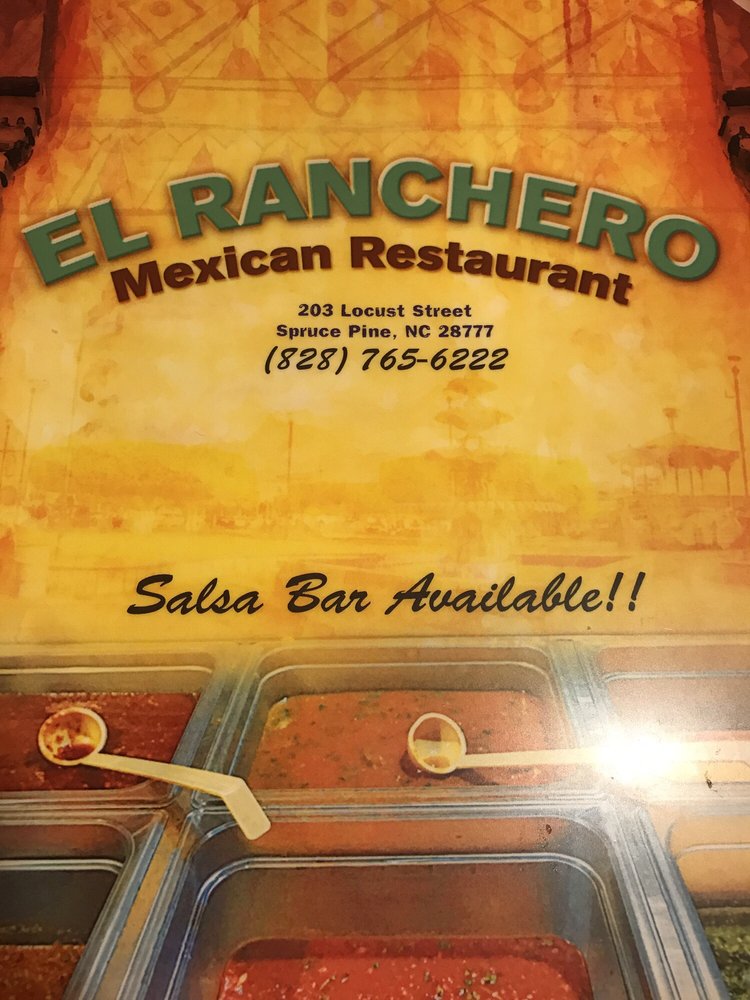 EL RANCHERO
Mexican Restaurant
203 Locust Street
Spruce Pine, NC 28777
(828) 765-6222
Salsa Bar Available!!